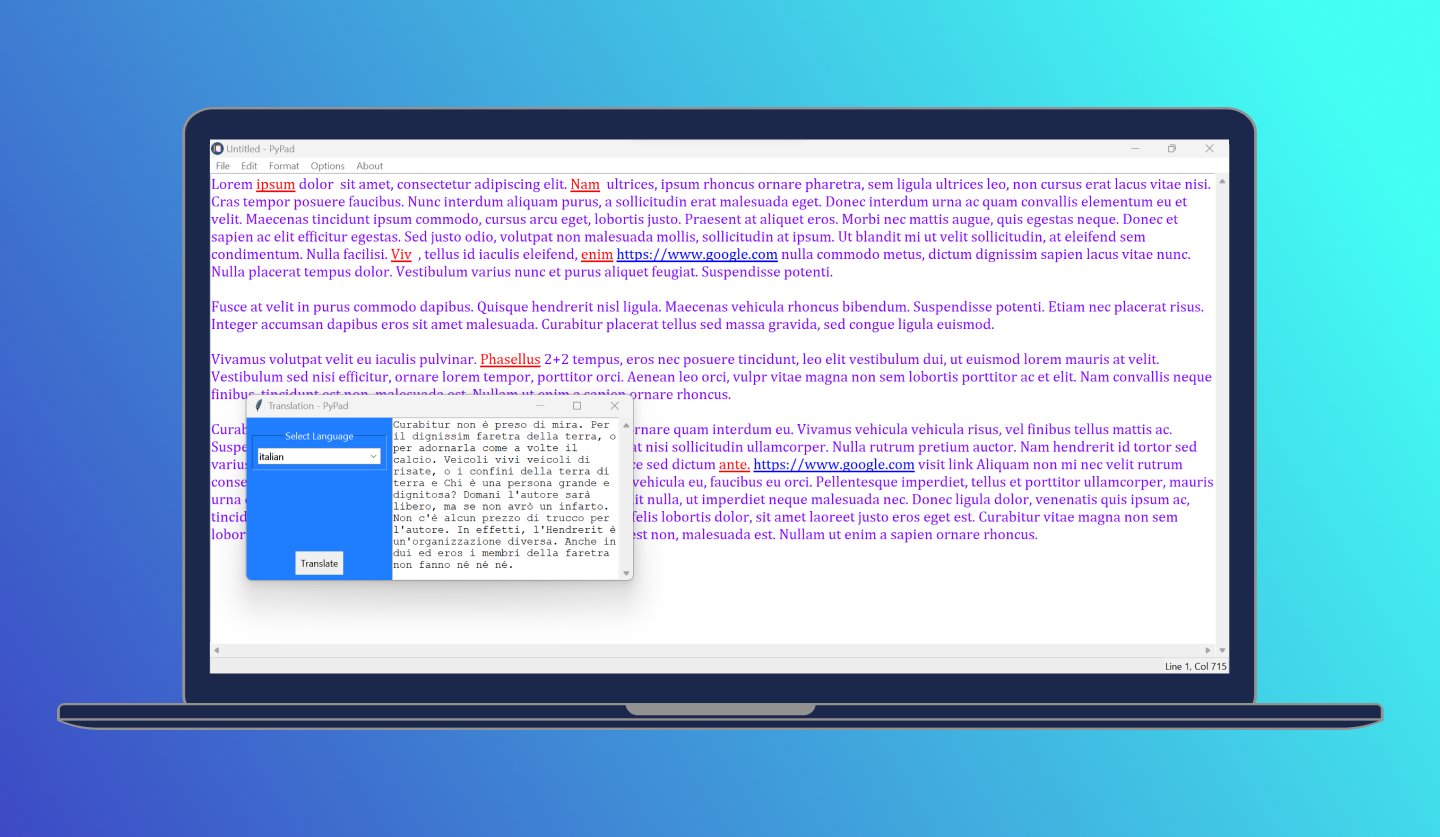 Untitled - PyPad
File Edit Format Options About
Lorem ipsum dolor  sit amet, consectetur adipiscing elit. Nam  ultrices, ipsum rhoncus ornare pharetra, sem ligula ultrices leo, non cursus erat lacus vitae nisi.
Cras tempor posuere faucibus. Nunc interdum aliquam purus, a sollicitudin erat malesuada eget. Donec interdum urna ac quam convallis elementum eu et
velit. Maecenas tincidunt ipsum commodo, cursus arcu eget, lobortis justo. Praesent at aliquet eros. Morbi nec mattis augue, quis egestas neque. Donec et
sapien ac elit efficitur egestas. Sed justo odio, volutpat non malesuada mollis, sollicitudin at ipsum. Ut blandit mi ut velit sollicitudin, at eleifend sem
condimentum. Nulla facilisi. Viv  , tellus id iaculis eleifend, enim https://www.google.com nulla commodo metus, dictum dignissim sapien lacus vitae nunc.
Nulla placerat tempus dolor. Vestibulum varius nunc et purus aliquet feugiat. Suspendisse potenti.
Fusce at velit in purus commodo dapibus. Quisque hendrerit nisl ligula. Maecenas vehicula rhoncus bibendum. Suspendisse potenti. Etiam nec placerat risus.
Integer accumsan dapibus eros sit amet malesuada. Curabitur placerat tellus sed massa gravida, sed congue ligula euismod.
Vivamus volutpat velit eu iaculis pulvinar. Phasellus 2+2 tempus, eros nec posuere tincidunt, leo elit vestibulum dui, ut euismod lorem mauris at velit.
Vestibulum sed nisi efficitur, ornare lorem tempor, porttitor orci. Aenean leo orci, vulpr vitae magna non sem lobortis porttitor ac et elit. Nam convallis neque
finibus, tincidunt est non, malesuada est. Nullam ut enim a sapien ornare rhoncus.
ornare quam interdum eu. Vivamus vehicula vehicula risus, vel finibus tellus mattis ac.
at nisi sollicitudin ullamcorper. Nulla rutrum pretium auctor. Nam hendrerit id tortor sed
sed dictum ante. https://www.google.com visit link Aliquam non mi nec velit rutrum
vehicula eu, faucibus eu orci. Pellentesque imperdiet, tellus et porttitor ullamcorper, mauris
urna
nulla, ut imperdiet neque malesuada nec. Donec ligula dolor, venenatis quis ipsum ac,
felis lobortis dolor, sit amet laoreet justo eros eget est. Curabitur vitae magna non sem
est non, malesuada est. Nullam ut enim a sapien ornare rhoncus.
Translation - PyPad
Select Language
italian
Translate
Curabitur non è preso di mira. Per
il dignissim faretra della terra, o
per adornarla come a volte il
calcio. Veicoli vivi veicoli di
risate, o i confini della terra di
terra e Chi è una persona grande e
dignitosa? Domani l'autore sarà
libero, ma se non avrò un infarto.
Non c'è alcun prezzo di trucco per
l'autore. In effetti, l'Hendrerit è
un'organizzazione diversa. Anche in
dui ed eros i membri della faretra
non fanno né né né.
Line 1, Col 715